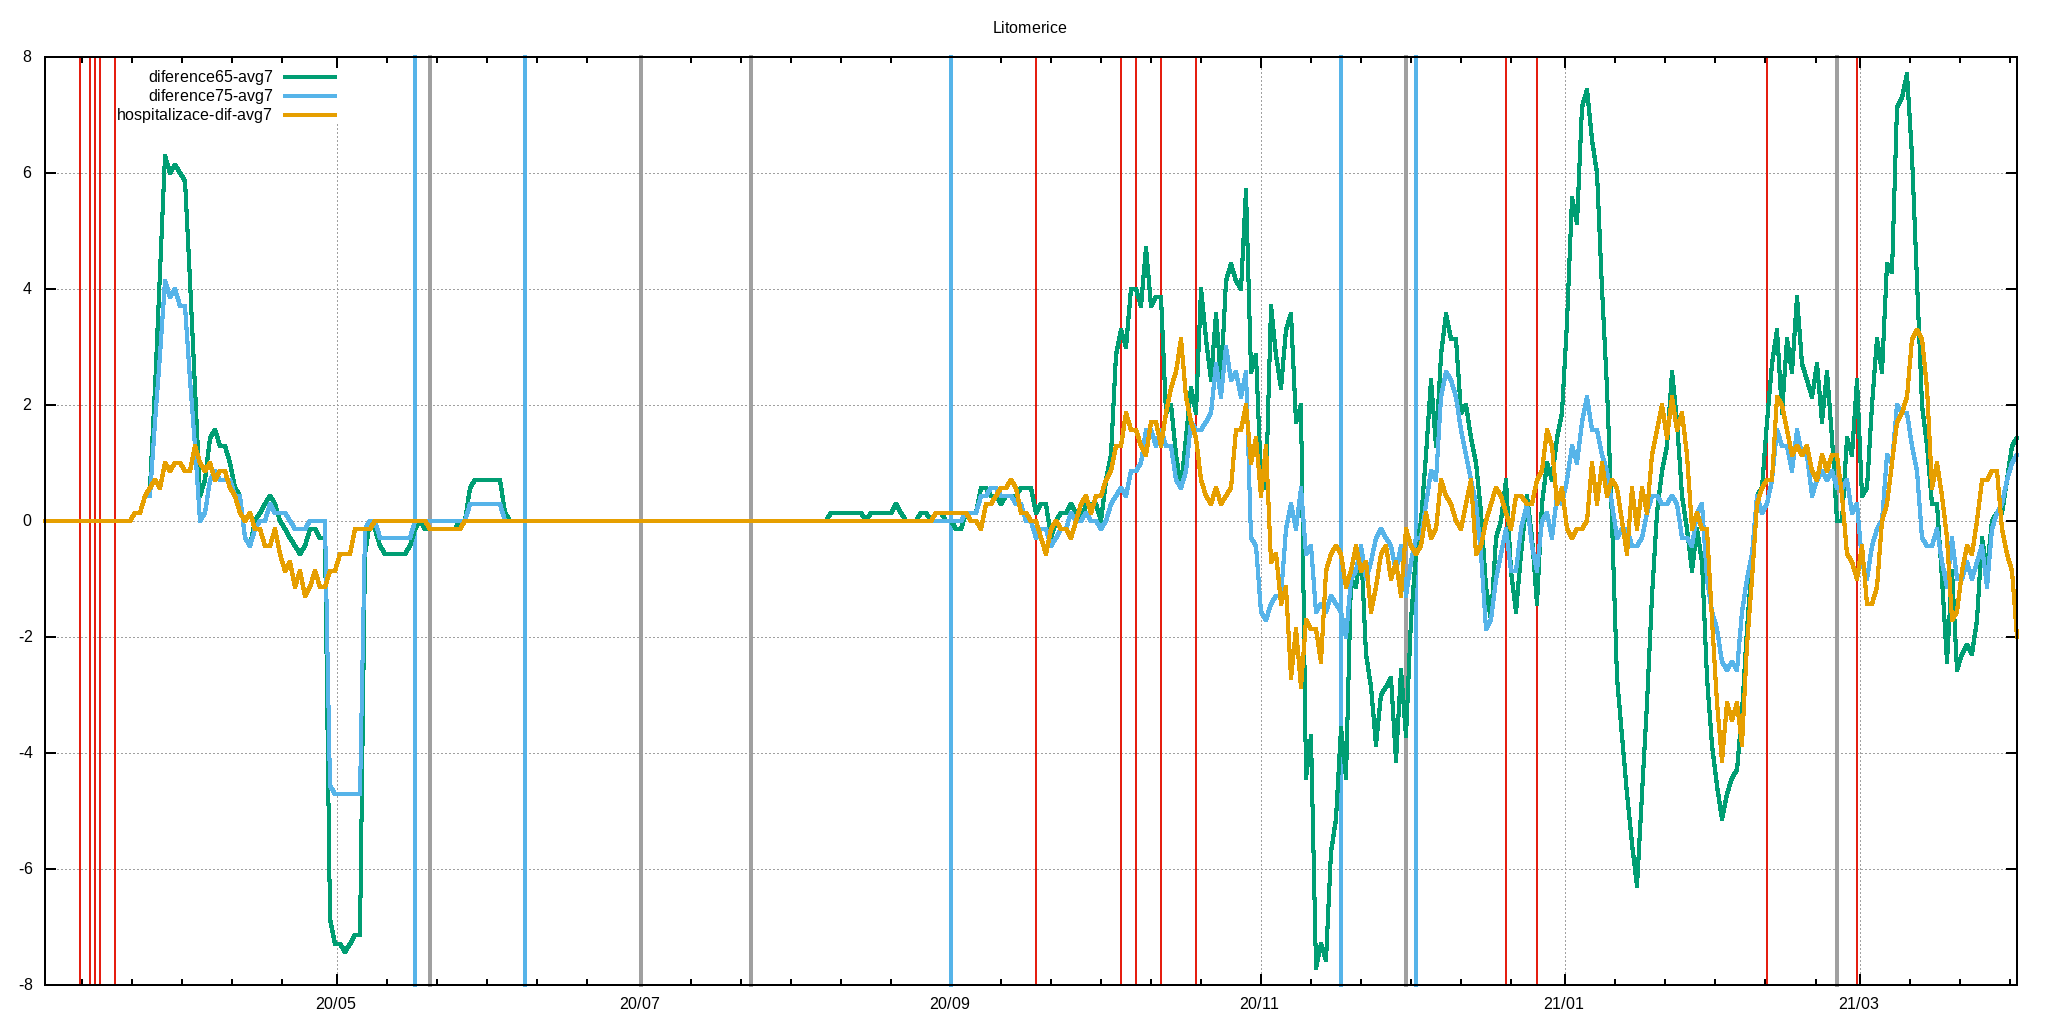 Litomerice
8
diference65-avg7
diference75-avg7
hospitalizace-dif-avg7
6
4
2
0
-2
-4
-6
-8
20/05 20/07 20/09 20/11 21/01 21/03